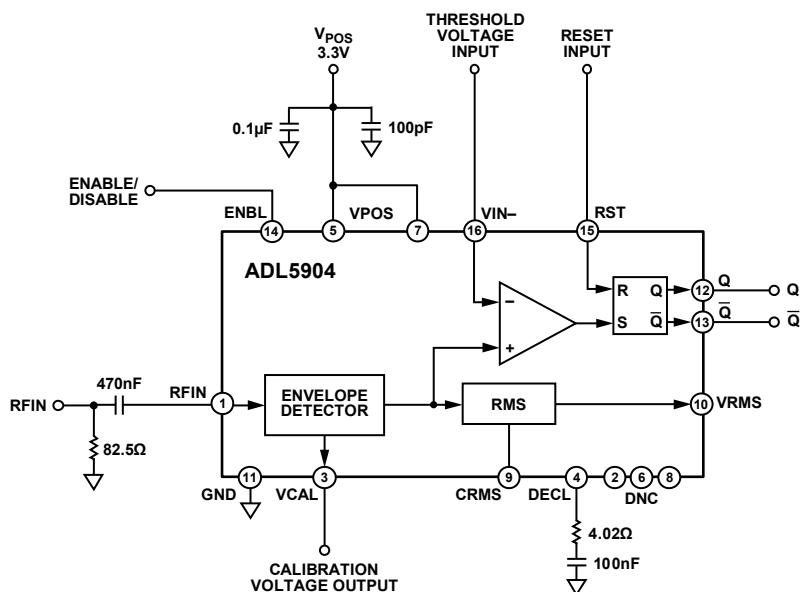 THRESHOLD
VOLTAGE
INPUT
RESET
INPUT
VPOS
3.3V
0.1µF
100pF
ENABLE/
DISABLE
ENBL
VPOS
VIN–
RST
14
5
7
16
15
ADL5904
R
Q
S
Q̅
12
Q
Q
13
Q̅
Q̅
–
+
470nF
RFIN
RFIN
1
ENVELOPE
DETECTOR
RMS
10
VRMS
82.5Ω
11
3
9
4
2
6
8
GND
VCAL
CRMS
DECL
DNC
4.02Ω
100nF
CALIBRATION
VOLTAGE OUTPUT